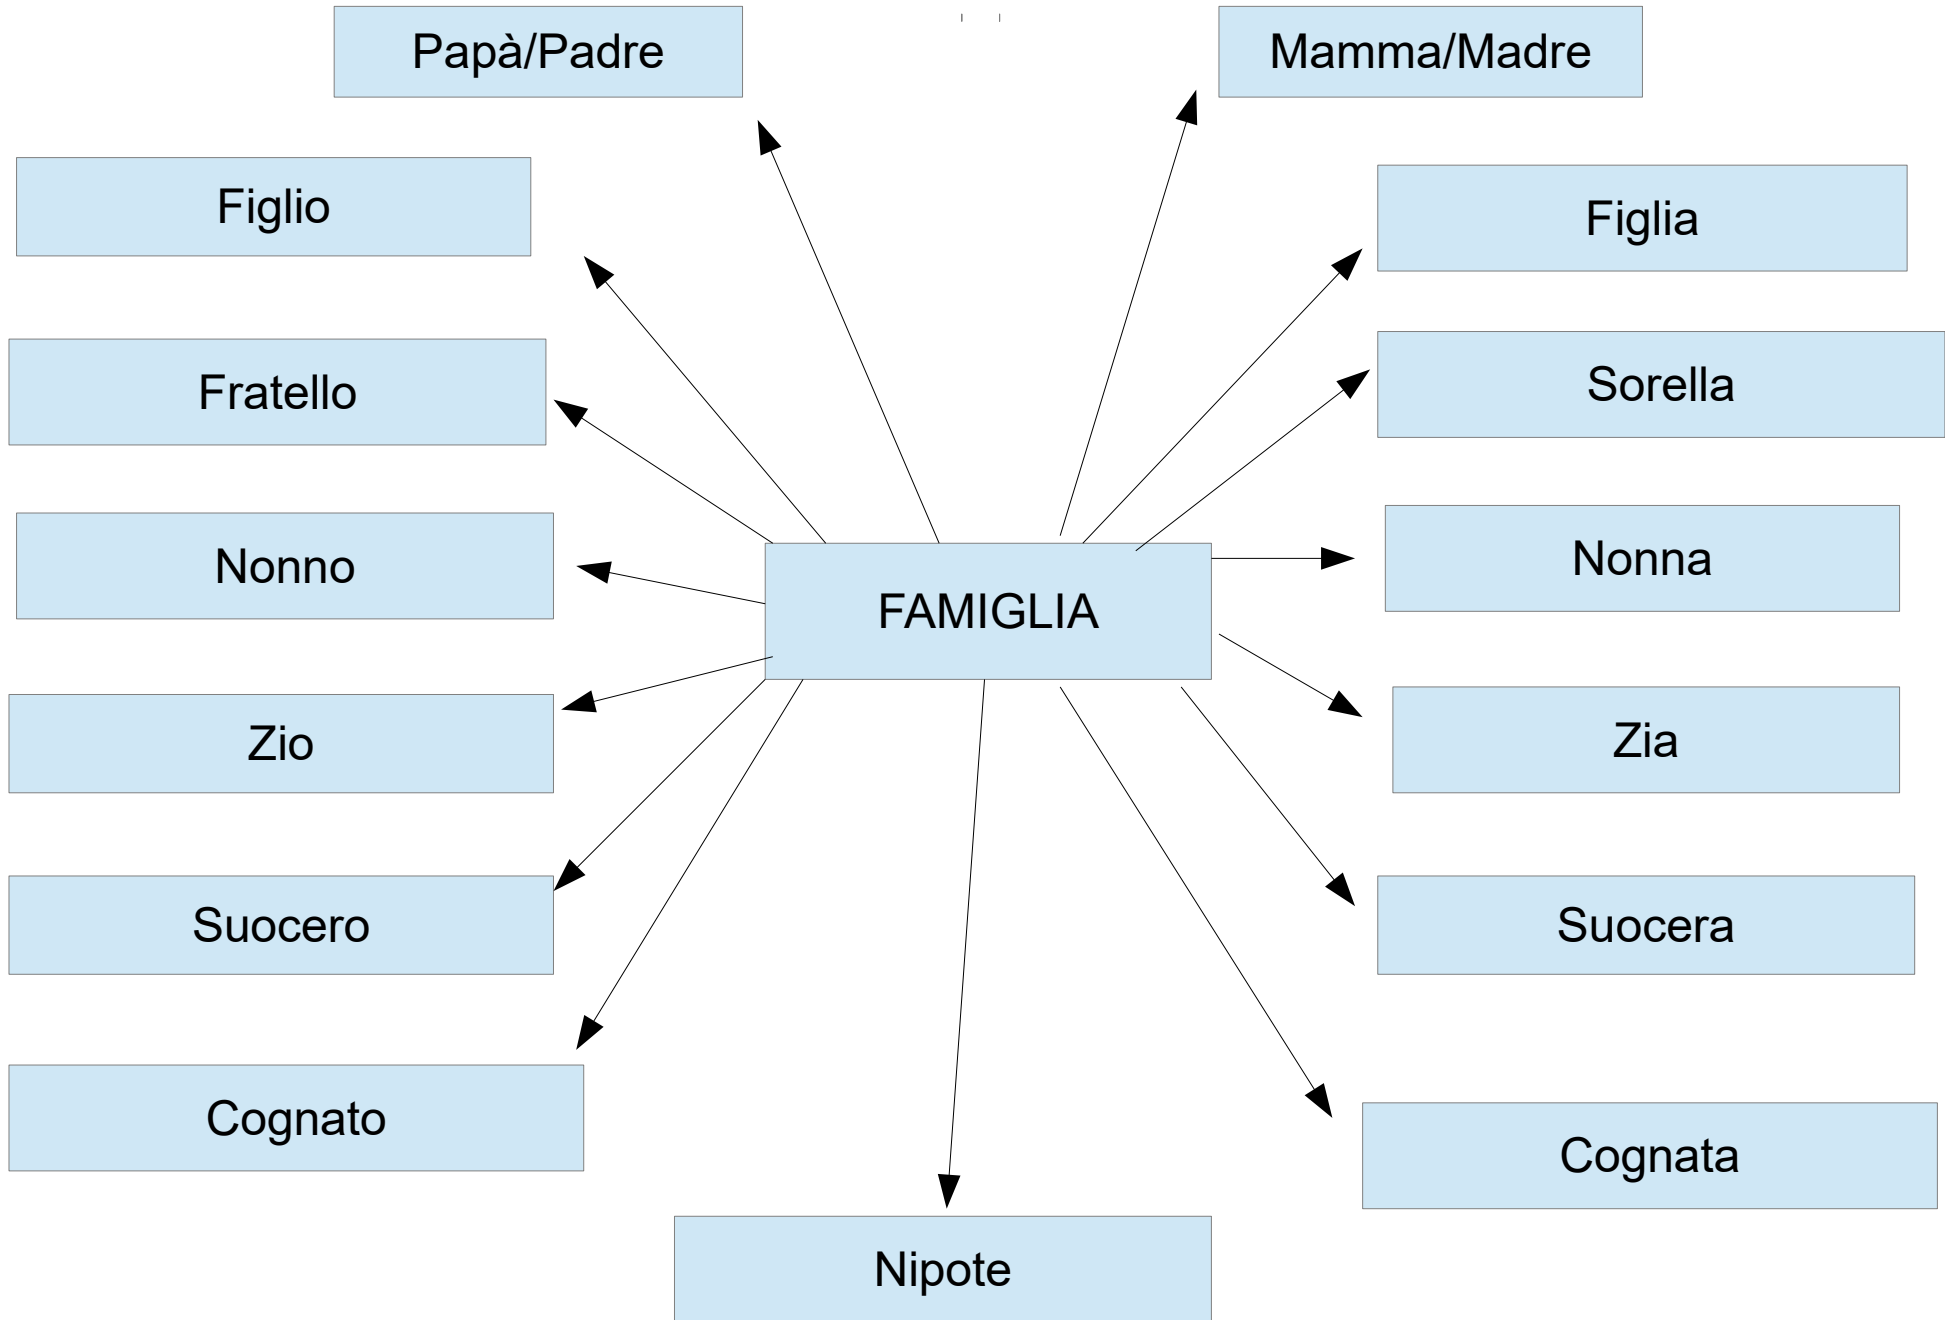 Papà/Padre
Mamma/Madre
Figlio
Figlia
Fratello
Sorella
Nonno
Nonna
FAMIGLIA
Zio
Zia
Suocero
Suocera
Cognato
Cognata
Nipote